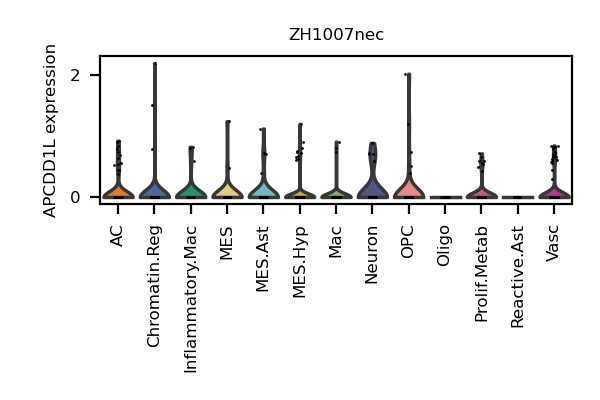 ZH1007nec
APCDD1L expression
2
0
AC
Chromatin.Reg
Inflammatory.Mac
MES
MES.Ast
MES.Hyp
Mac
Neuron
OPC
Oligo
Prolif.Metab
Reactive.Ast
Vasc